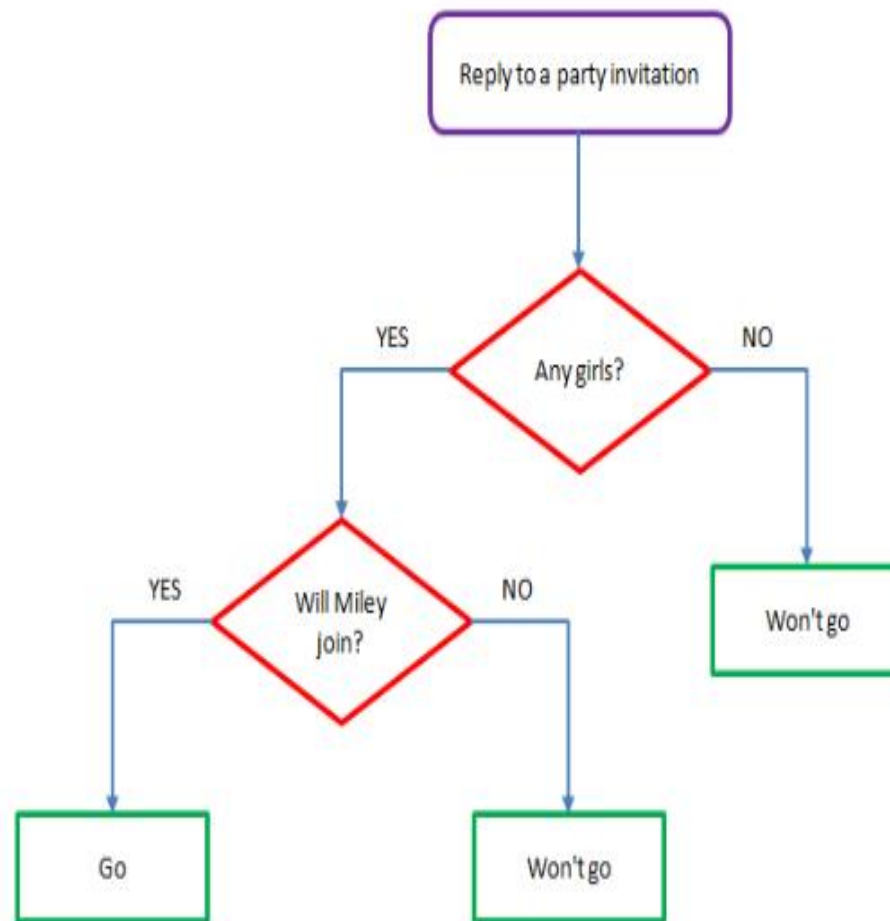 Reply to a party invitation
YES
NO
Any girls?
YES
NO
Will Miley
join?
Won't go
Go
Won't go